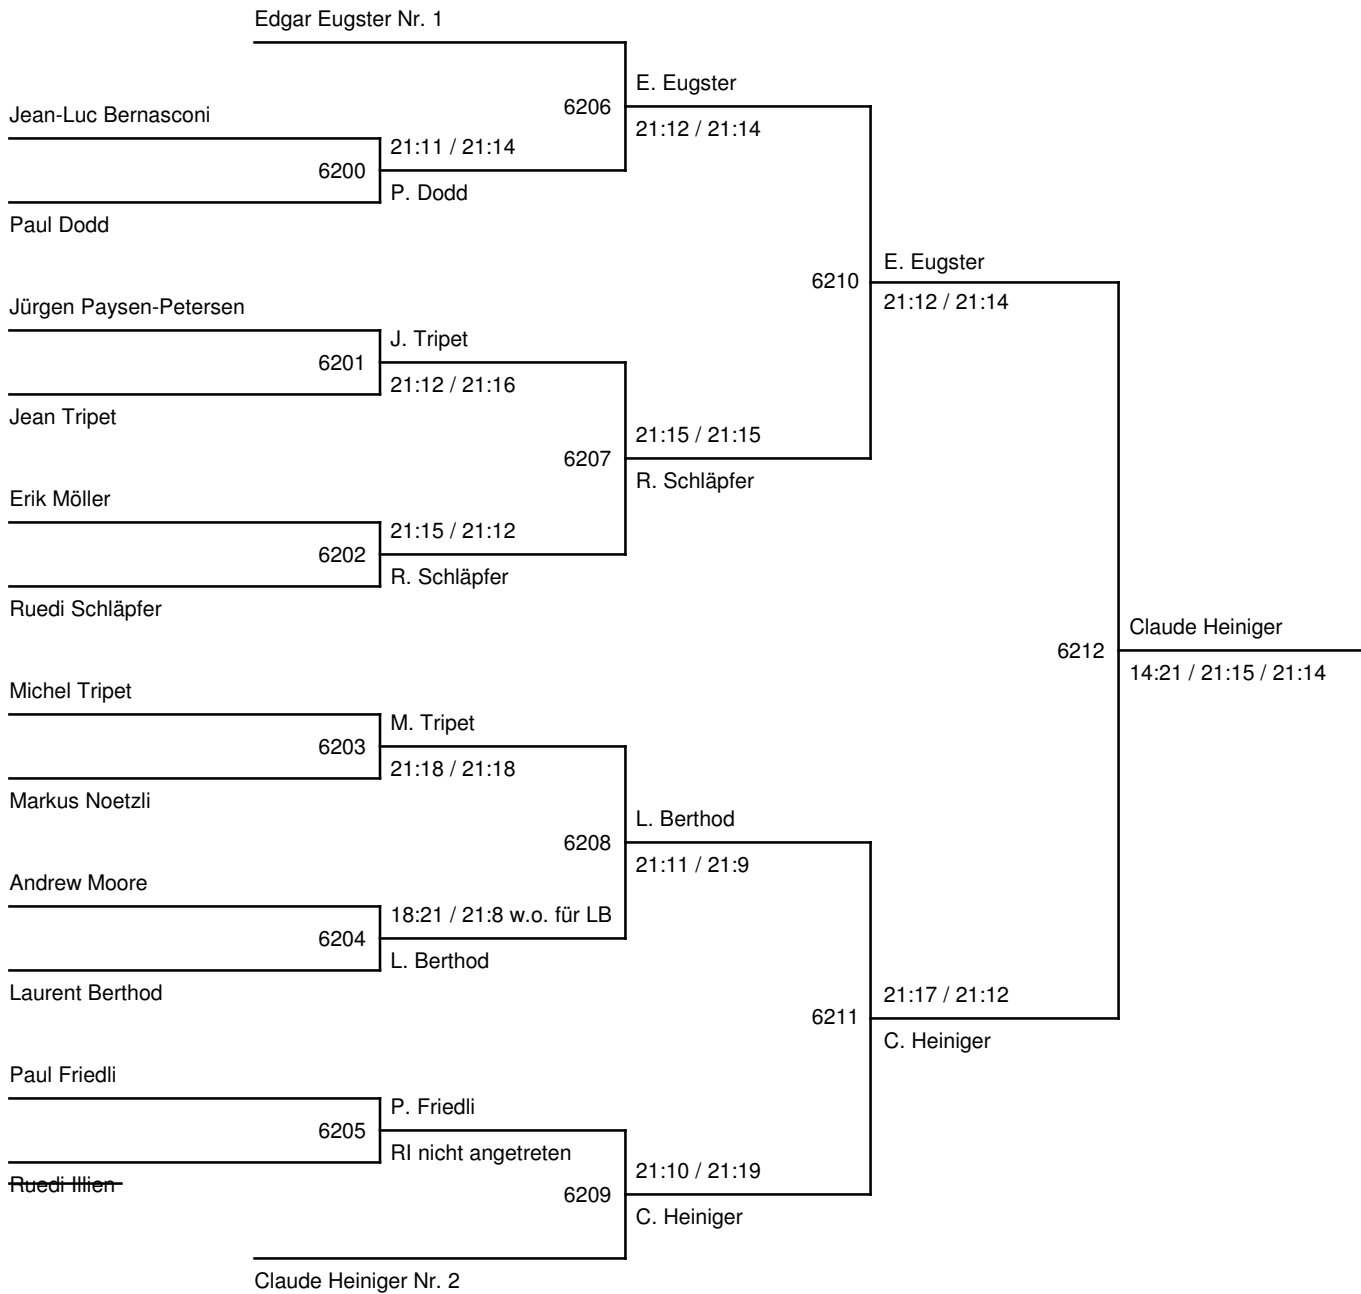 Edgar Eugster Nr. 1
E. Eugster
6206
Jean-Luc Bernasconi
21:12 / 21:14
21:11 / 21:14
6200
P. Dodd
Paul Dodd
E. Eugster
6210
21:12 / 21:14
Jürgen Paysen-Petersen
J. Tripet
6201
21:12 / 21:16
Jean Tripet
21:15 / 21:15
6207
R. Schläpfer
Erik Möller
21:15 / 21:12
6202
R. Schläpfer
Ruedi Schläpfer
Claude Heiniger
6212
14:21 / 21:15 / 21:14
Michel Tripet
M. Tripet
6203
21:18 / 21:18
Markus Noetzli
L. Berthod
6208
21:11 / 21:9
Andrew Moore
18:21 / 21:8 w.o. für LB
6204
L. Berthod
Laurent Berthod
21:17 / 21:12
6211
C. Heiniger
Paul Friedli
P. Friedli
6205
RI nicht angetreten
21:10 / 21:19
Ruedi Illien
6209
C. Heiniger
Claude Heiniger Nr. 2